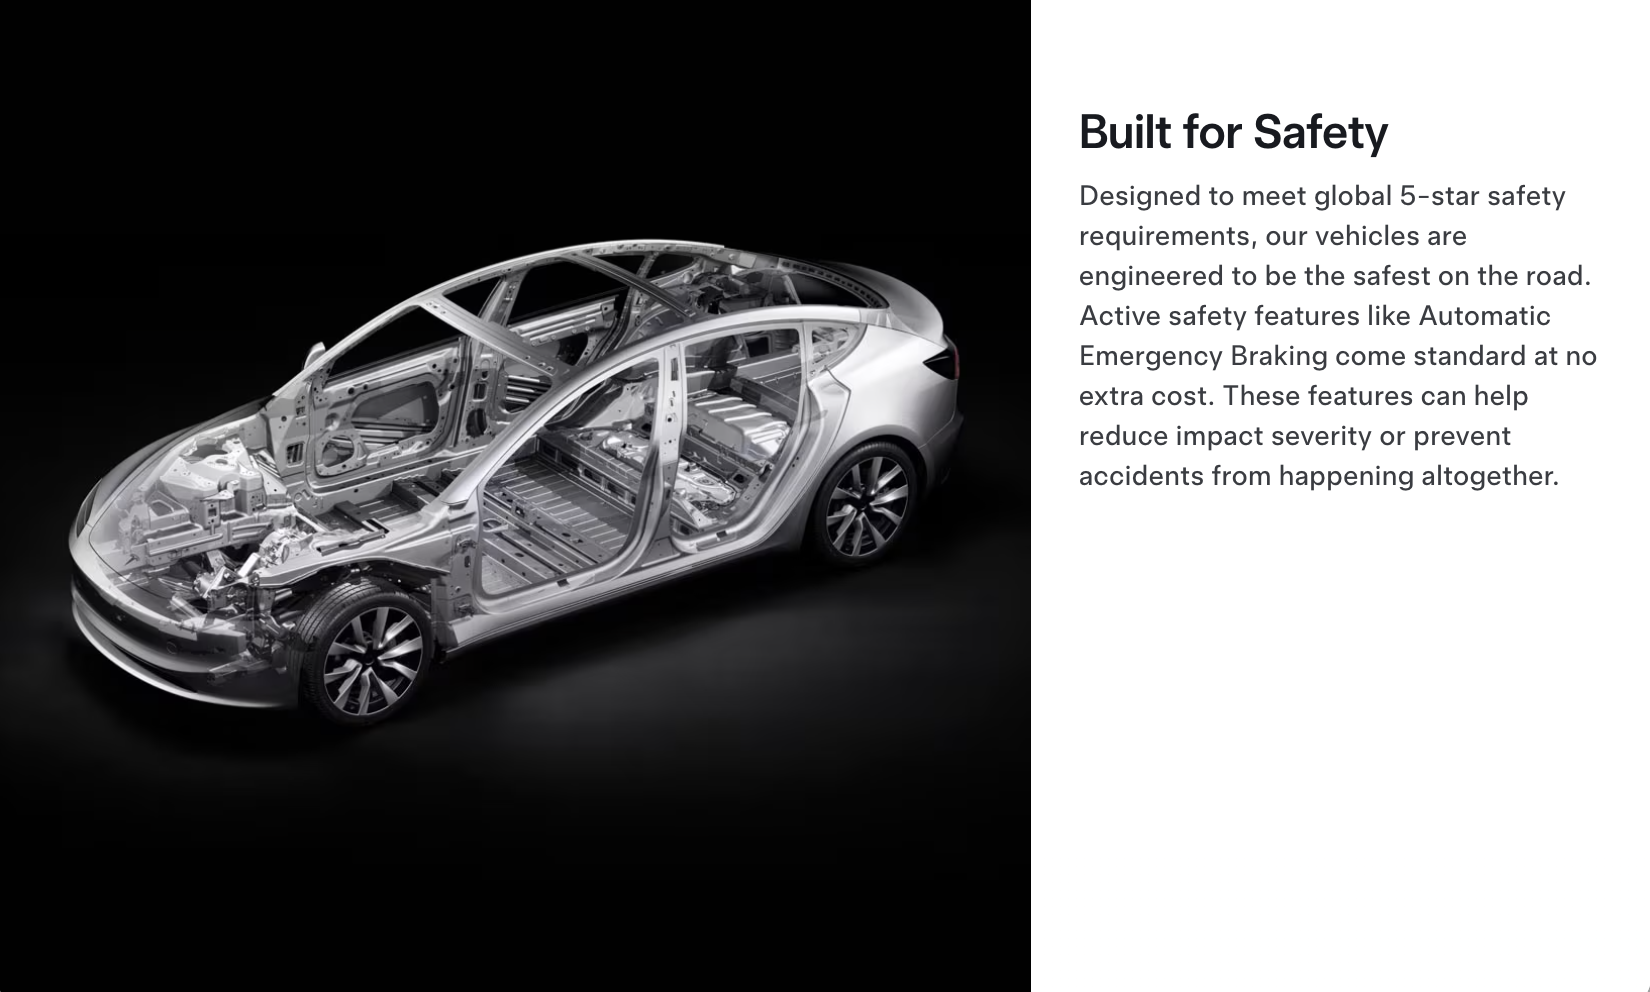 Built for Safety
Designed to meet global 5-star safety
requirements, our vehicles are
engineered to be the safest on the road.
Active safety features like Automatic
Emergency Braking come standard at no
extra cost. These features can help
reduce impact severity or prevent
accidents from happening altogether.